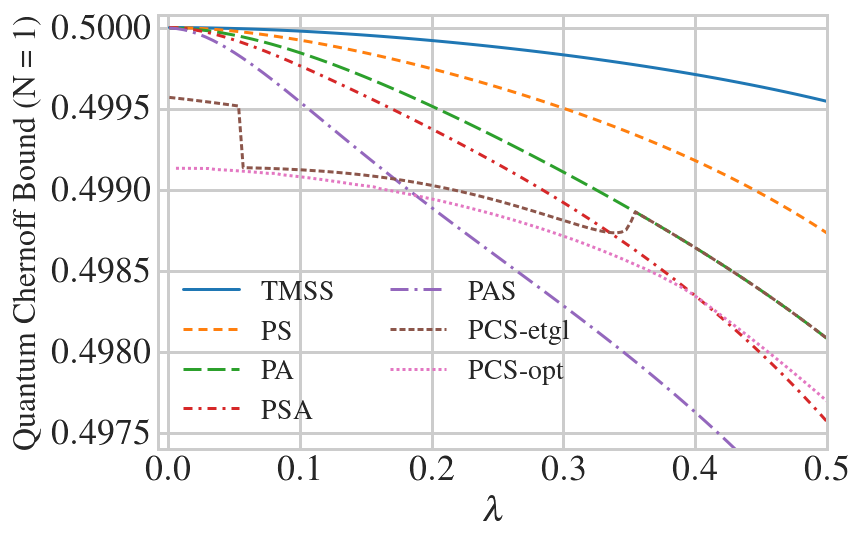 Quantum Chernoff Bound (N = 1)
0.5000
0.4995
0.4990
0.4985
0.4980
0.4975
TMSS
PS
PA
PSA
PAS
PCS-etgl
PCS-opt
0.0 0.1 0.2 0.3 0.4 0.5
λ